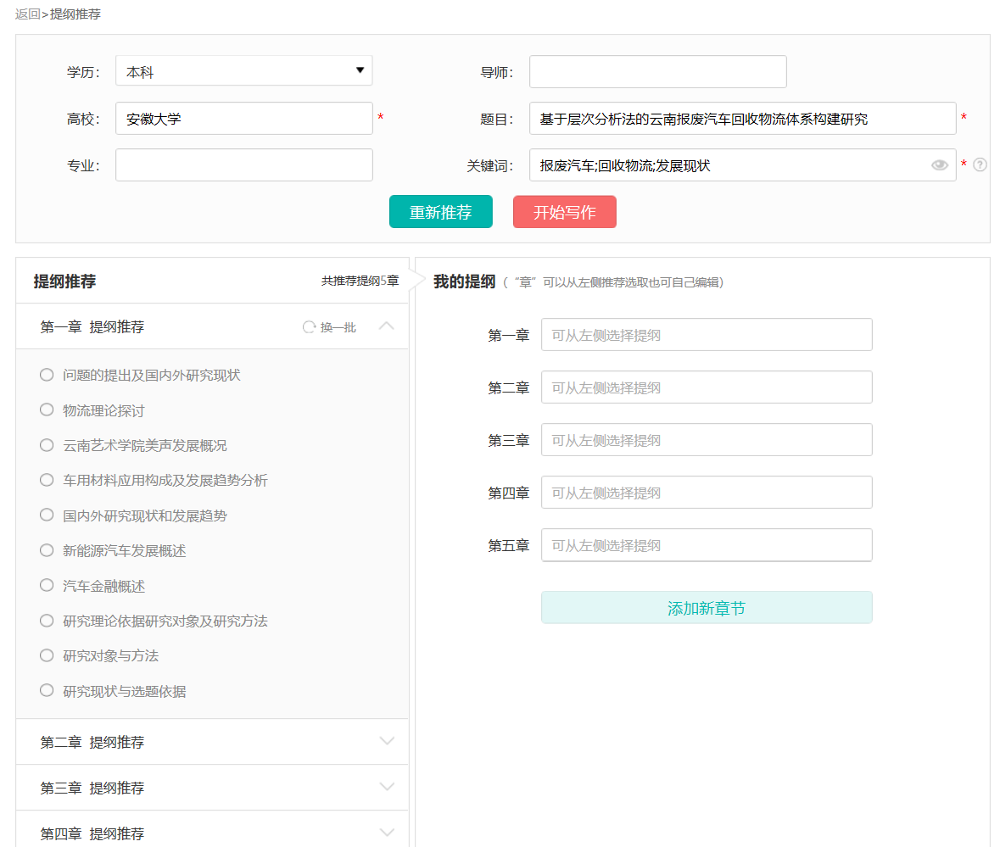 返回>提纲推荐
学历： 本科 导师：
高校： 安徽大学 * 题目： 基于层次分析法的云南报废汽车回收物流体系构建研究 *
专业： 关键词： 报废汽车;回收物流;发展现状 * ?
重新推荐 开始写作
提纲推荐 共推荐提纲5章
第一章 提纲推荐 换一批
问题的提出及国内外研究现状
物流理论探讨
云南艺术学院美声发展概况
车用材料应用构成及发展趋势分析
国内外研究现状和发展趋势
新能源汽车发展概述
汽车金融概述
研究理论依据研究对象及研究方法
研究对象与方法
研究现状与选题依据
第二章 提纲推荐
第三章 提纲推荐
第四章 提纲推荐
我的提纲（“章”可以从左侧推荐选取也可自己编辑）
第一章 可从左侧选择提纲
第二章 可从左侧选择提纲
第三章 可从左侧选择提纲
第四章 可从左侧选择提纲
第五章 可从左侧选择提纲
添加新章节